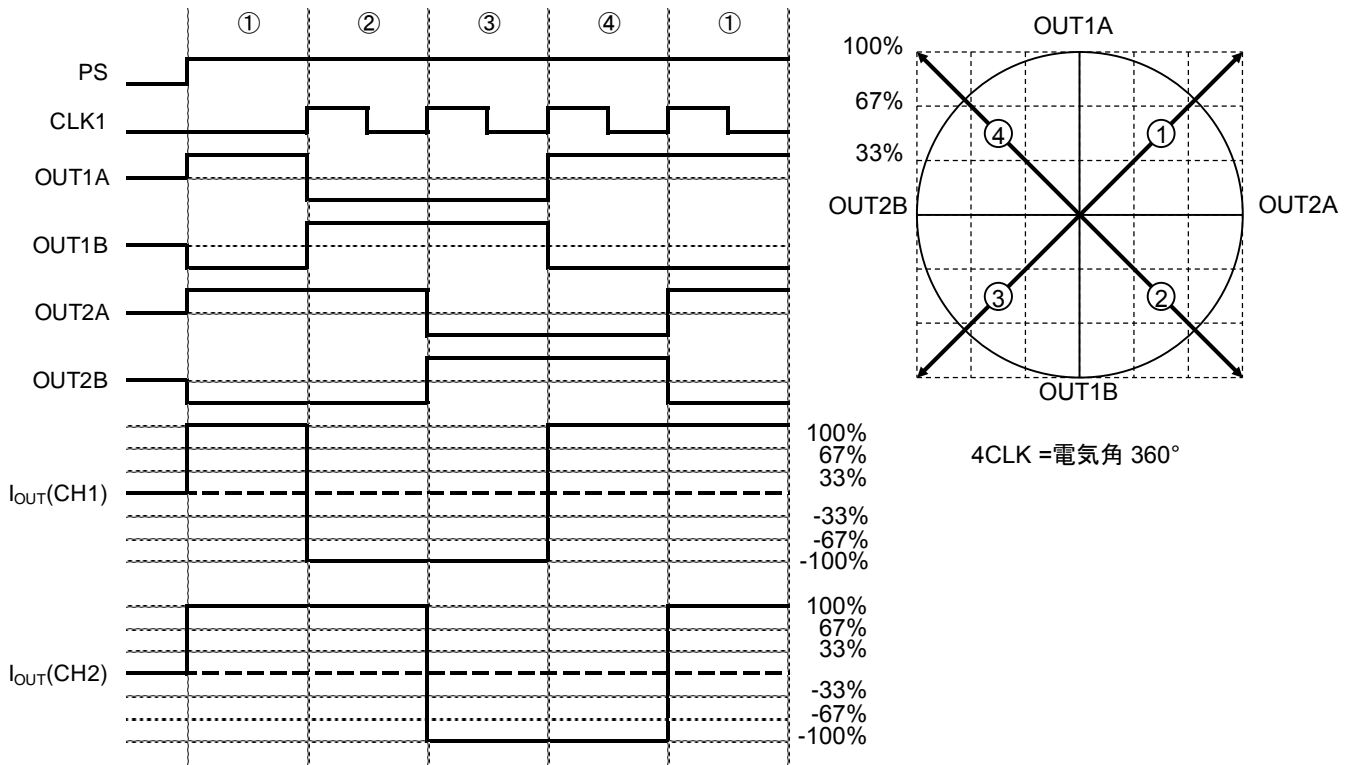 ① ② ③ ④ ①
PS
CLK1
OUT1A
OUT1B
OUT2A
OUT2B
I_OUT(CH1)
100%
67%
33%
-33%
-67%
-100%
I_OUT(CH2)
100%
67%
33%
-33%
-67%
-100%
OUT1A
100%
67%
33%
④ ①
OUT2B OUT2A
③ ②
OUT1B
4CLK =電気角 360°